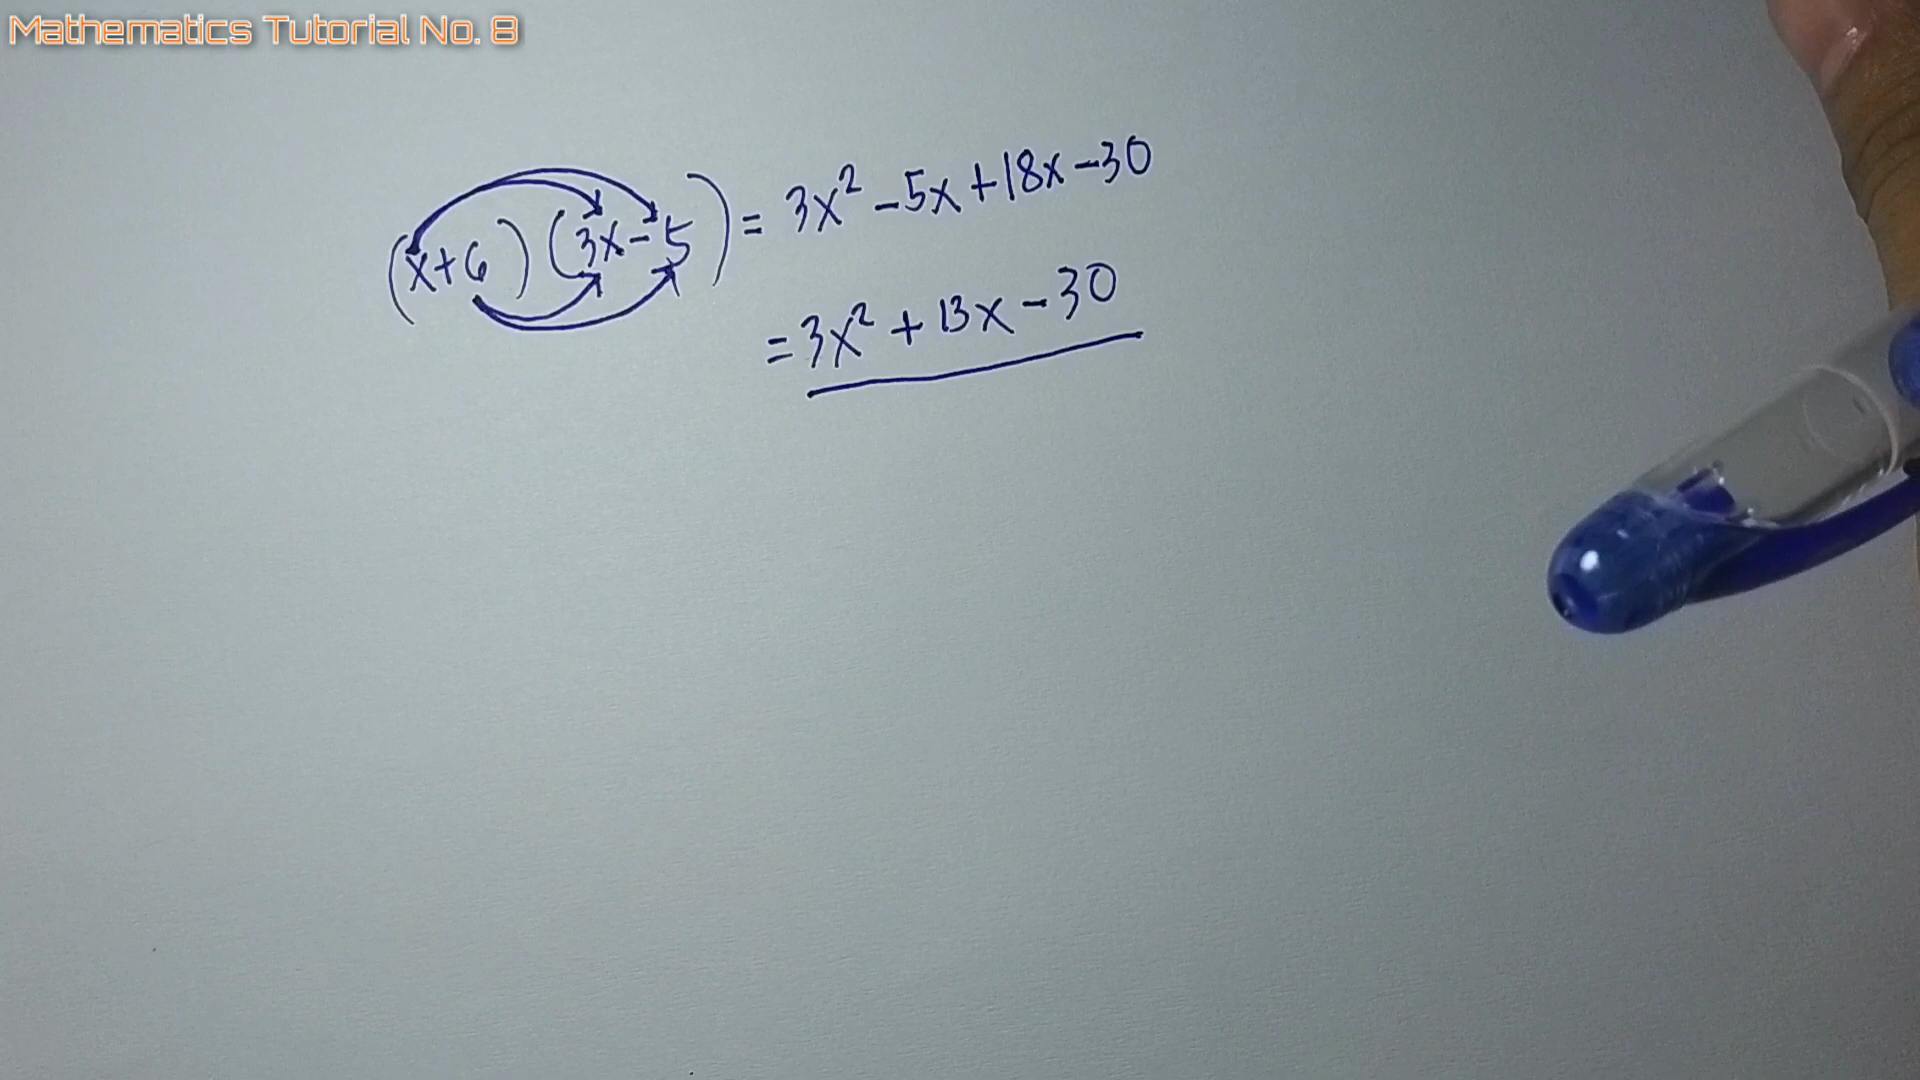 Mathematics Tutorial No. 8
(x+6)(3x-5) = 3x² -5x +18x -30
= 3x² + 13x - 30